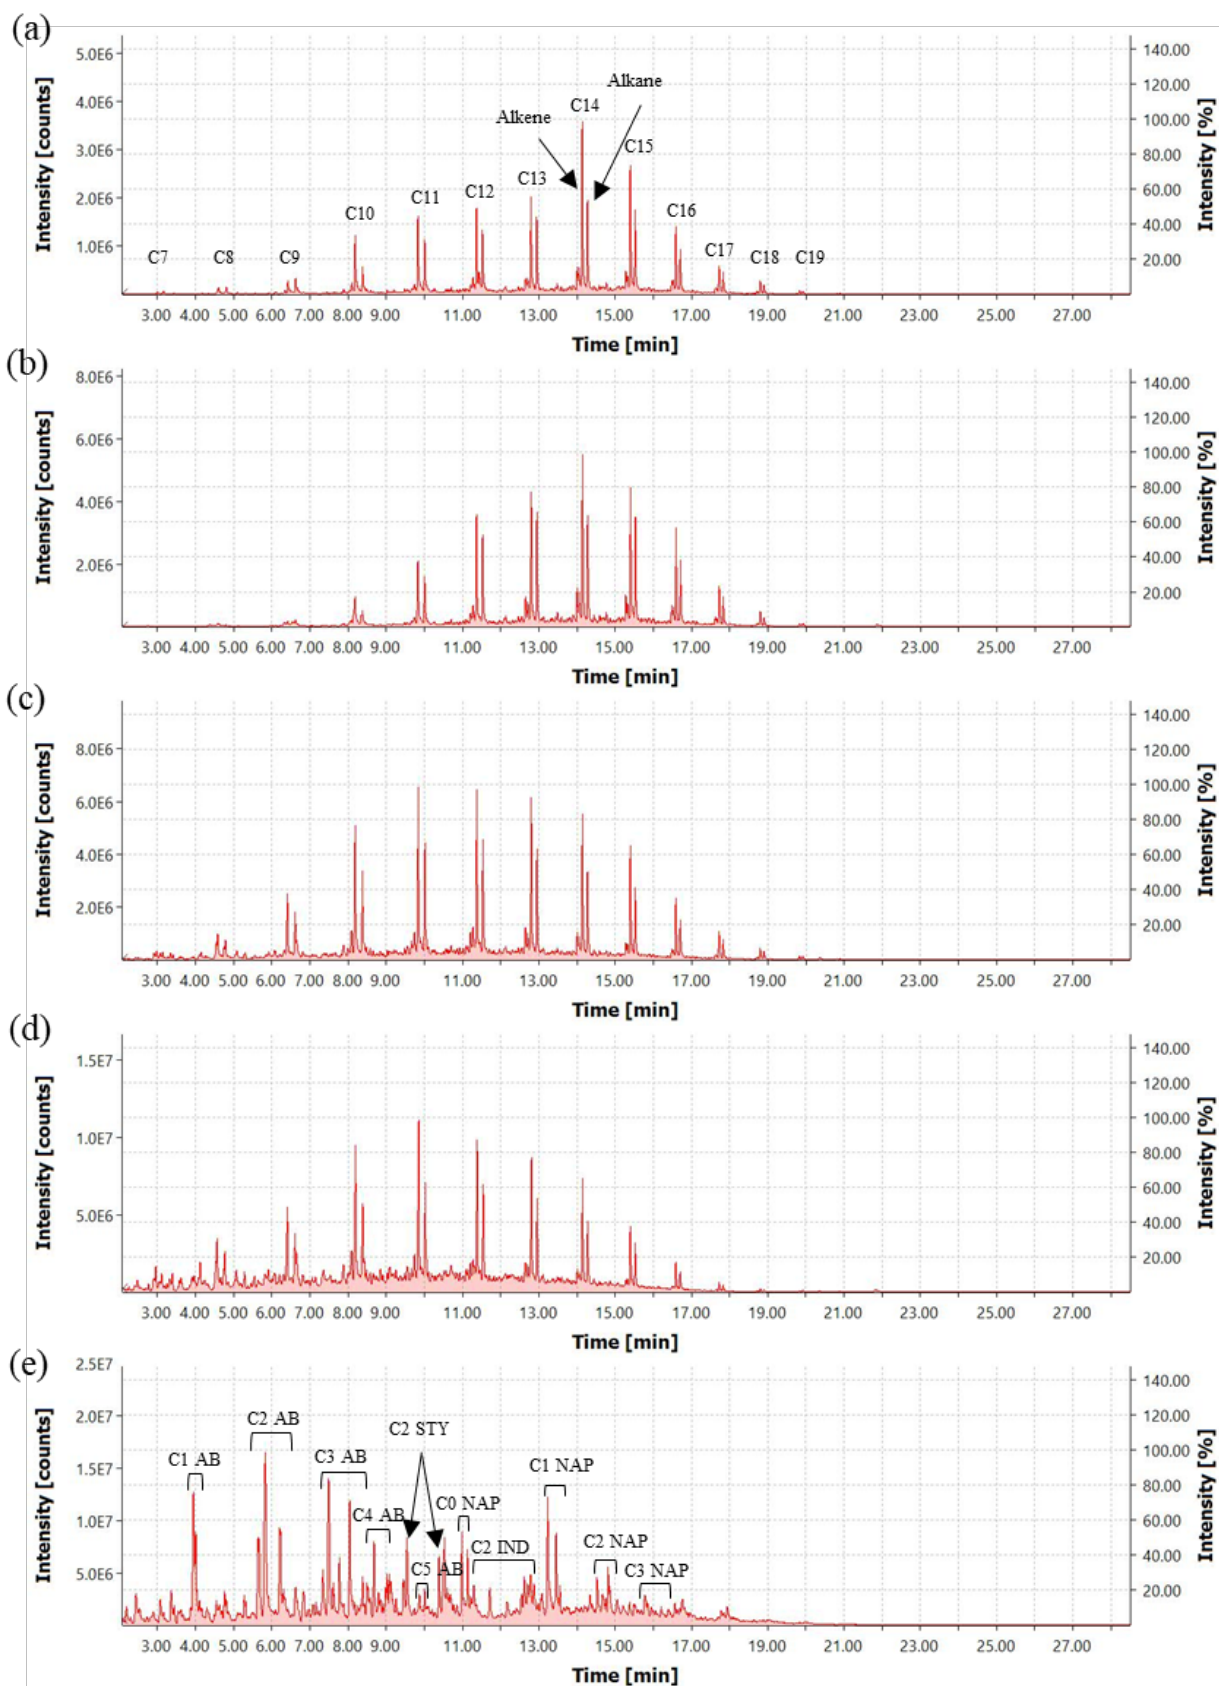 (a)
Intensity [counts]
5.0E6
4.0E6
3.0E6
2.0E6
1.0E6
C7
C8
C9
C10
C11
C12
C13
Alkene
C14
Alkane
C15
C16
C17
C18
C19
140.00
120.00
100.00
80.00
60.00
40.00
20.00
Intensity [%]
3.00 4.00 5.00 6.00 7.00 8.00 9.00 11.00 13.00 15.00 17.00 19.00 21.00 23.00 25.00 27.00
Time [min]
(b)
Intensity [counts]
8.0E6
6.0E6
4.0E6
2.0E6
140.00
120.00
100.00
80.00
60.00
40.00
20.00
Intensity [%]
3.00 4.00 5.00 6.00 7.00 8.00 9.00 11.00 13.00 15.00 17.00 19.00 21.00 23.00 25.00 27.00
Time [min]
(c)
Intensity [counts]
8.0E6
6.0E6
4.0E6
2.0E6
140.00
120.00
100.00
80.00
60.00
40.00
20.00
Intensity [%]
3.00 4.00 5.00 6.00 7.00 8.00 9.00 11.00 13.00 15.00 17.00 19.00 21.00 23.00 25.00 27.00
Time [min]
(d)
Intensity [counts]
1.5E7
1.0E7
5.0E6
140.00
120.00
100.00
80.00
60.00
40.00
20.00
Intensity [%]
3.00 4.00 5.00 6.00 7.00 8.00 9.00 11.00 13.00 15.00 17.00 19.00 21.00 23.00 25.00 27.00
Time [min]
(e)
Intensity [counts]
2.5E7
2.0E7
1.5E7
1.0E7
5.0E6
C1 AB
C2 AB
C3 AB
C4 AB
C2 STY
C5 AB
C0 NAP
C2 IND
C1 NAP
C2 NAP
C3 NAP
140.00
120.00
100.00
80.00
60.00
40.00
20.00
Intensity [%]
3.00 4.00 5.00 6.00 7.00 8.00 9.00 11.00 13.00 15.00 17.00 19.00 21.00 23.00 25.00 27.00
Time [min]